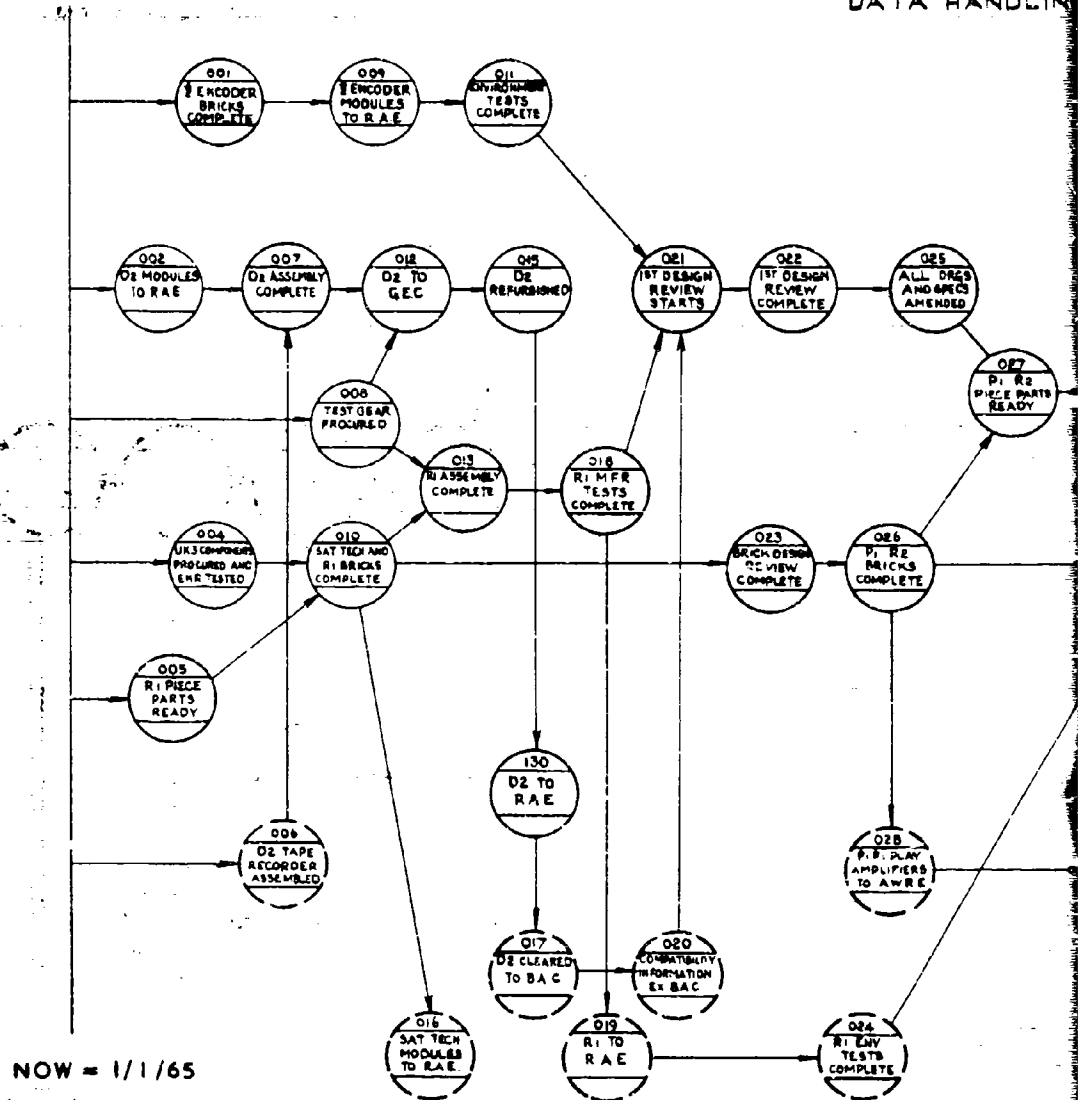 DATA HANDLIN
001
ENCODER
BRICKS
COMPLETE
009
ENCODER
MODULES
TO R.A.E
011
ENVIRONMENT
TESTS
COMPLETE
002
D2 MODULES
TO RAE
007
D2 ASSEMBLY
COMPLETE
012
D2 TO
G.E.C
015
D2
REFURBISHED
021
1ST DESIGN
REVIEW
STARTS
022
1ST DESIGN
REVIEW
COMPLETE
025
ALL DRGS
AND SPECS
AMENDED
008
TEST GEAR
PROCURED
027
P1 R2
PIECE PARTS
READY
013
R1 ASSEMBLY
COMPLETE
018
R1 MFR
TESTS
COMPLETE
004
UK3 COMPONENTS
PROCURED AND
ENR TESTED
010
SAT TECH AND
R1 BRICKS
COMPLETE
023
BRICK DESIGN
REVIEW
COMPLETE
026
P1 R2
BRICKS
COMPLETE
005
R1 PIECE
PARTS
READY
130
D2 TO
RAE
006
D2 TAPE
RECORDER
ASSEMBLED
028
PLAY
AMPLIFIERS
TO AWRE
017
D2 CLEARED
TO BAC
020
COMPATIBILITY
INFORMATION
EX BAC
016
SAT TECH
MODULES
TO R.A.E.
019
R1 TO
RAE
024
R1 ENV
TESTS
COMPLETE
NOW = 1/1/65